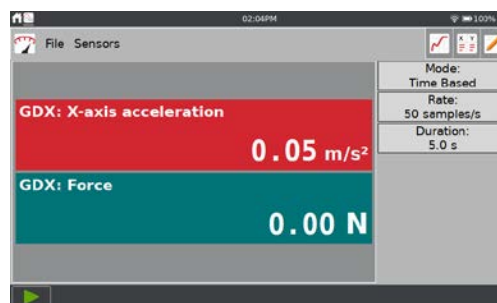 02:04PM
100%
File Sensors
X Y
Mode:
Time Based
GDX: X-axis acceleration
0.05 m/s²
Rate:
50 samples/s
Duration:
5.0 s
GDX: Force
0.00 N